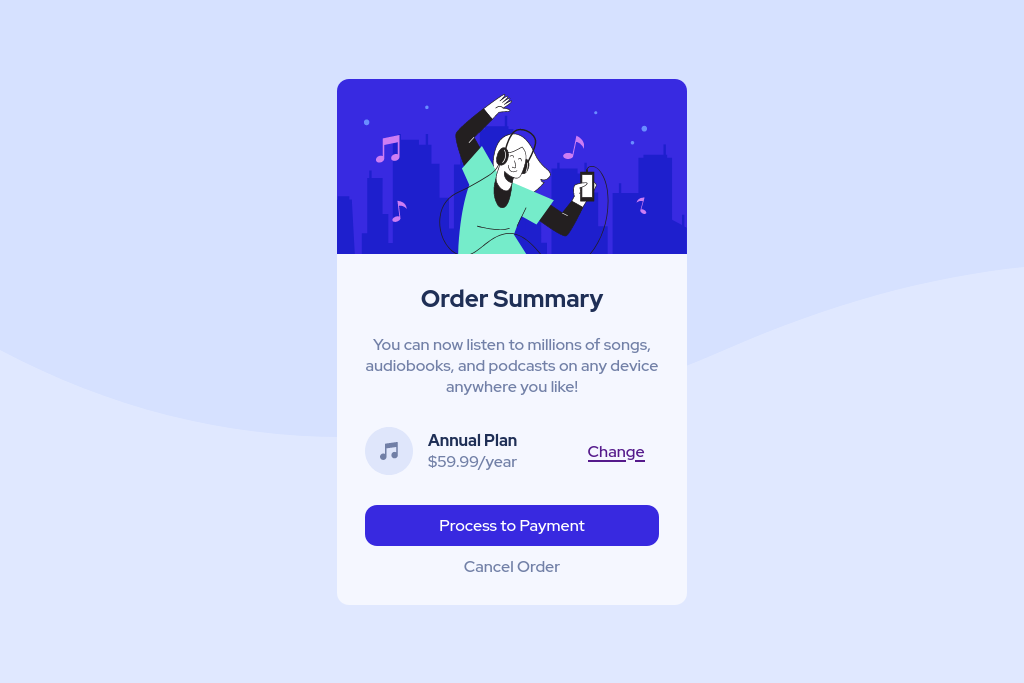 Order Summary
You can now listen to millions of songs,
audiobooks, and podcasts on any device
anywhere you like!
Annual Plan
$59.99/year
Change
Process to Payment
Cancel Order